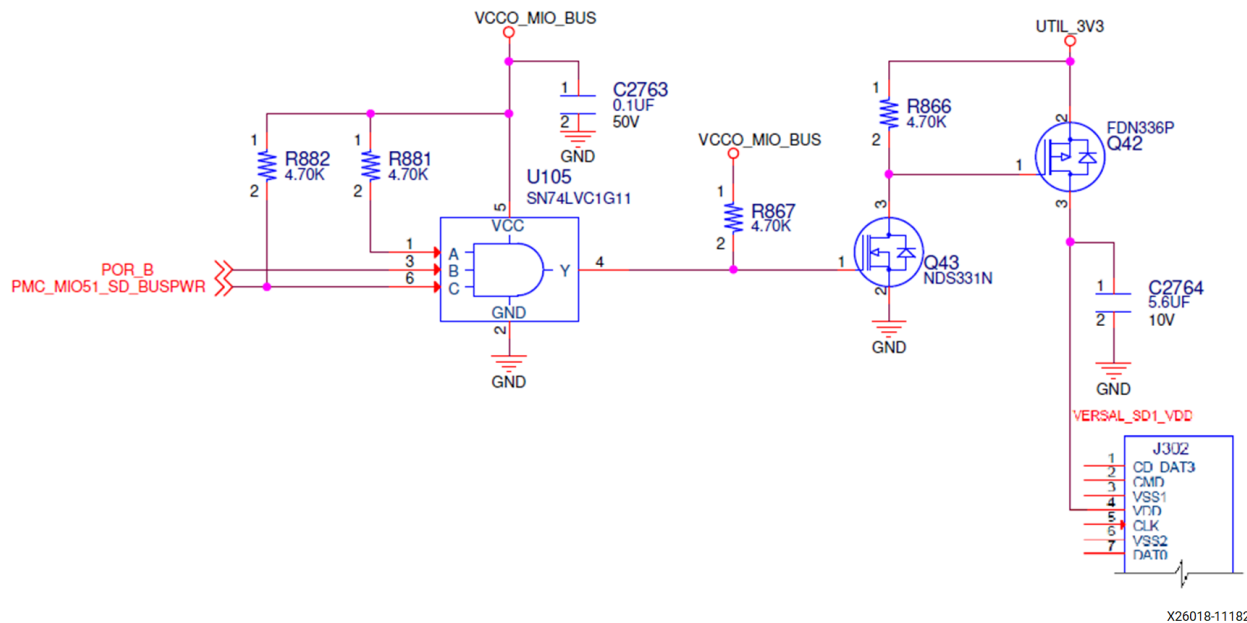 VCCO_MIO_BUS
UTIL_3V3
1
C2763
0.1UF
2
50V
GND
1
R882
4.70K
2
1
R881
4.70K
2
U105
SN74LVC1G11
5
VCC
1
A
3
B
6
C
Y
4
GND
2
GND
POR_B
PMC_MIO51_SD_BUSPWR
VCCO_MIO_BUS
1
R867
4.70K
2
1
R866
4.70K
2
2
FDN336P
Q42
1
3
3
1
Q43
NDS331N
2
GND
1
C2764
5.6UF
2
10V
GND
VERSAL_SD1_VDD
J302
1
CD_DAT3
2
CMD
3
VSS1
4
VDD
5
CLK
6
VSS2
7
DAT0
X26018-11182